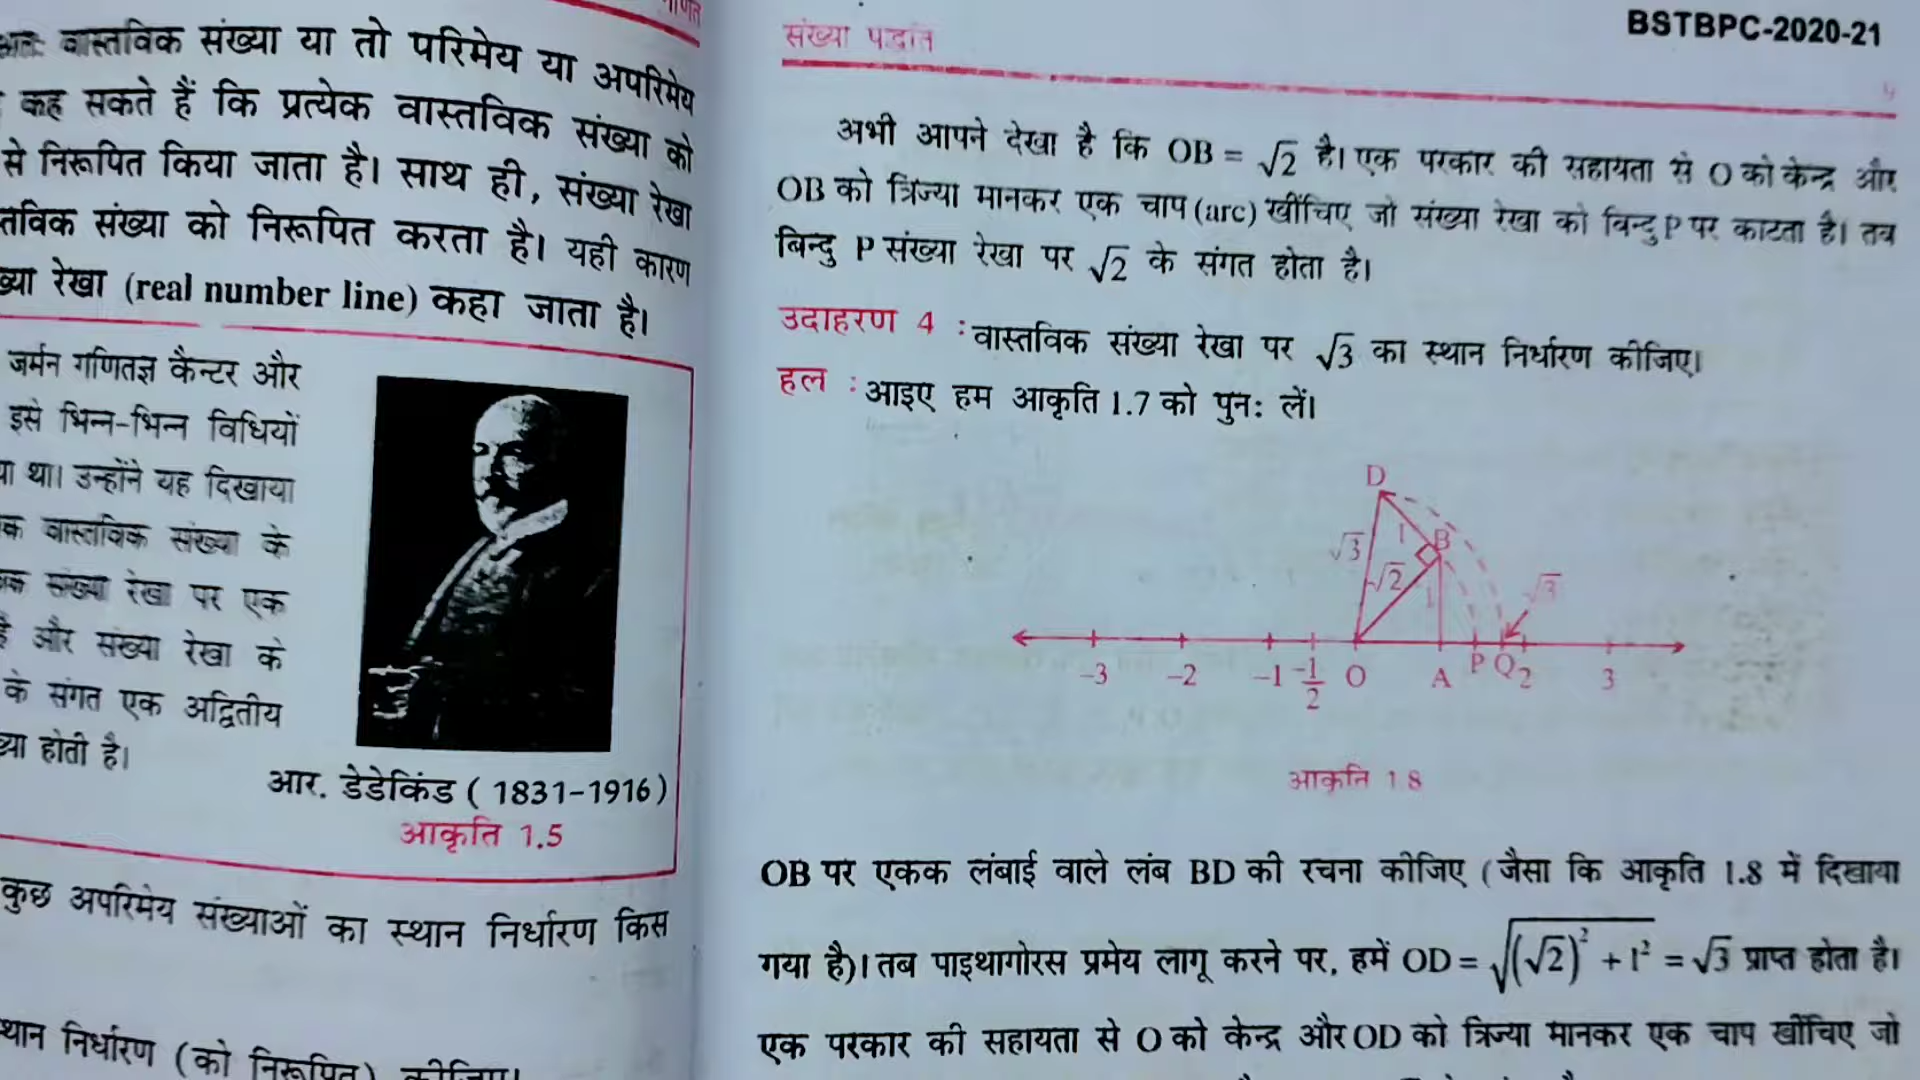 वास्तविक संख्या या तो परिमेय या अपरिमेय
कह सकते हैं कि प्रत्येक वास्तविक संख्या को
से निरूपित किया जाता है। साथ ही, संख्या रेखा
तविक संख्या को निरूपित करता है। यही कारण
ख्या रेखा (real number line) कहा जाता है।
जर्मन गणितज्ञ कैन्टर और
इसे भिन्न-भिन्न विधियों
या था। उन्होंने यह दिखाया
क वास्तविक संख्या के
संख्या रेखा पर एक
है और संख्या रेखा के
के संगत एक अद्वितीय
ख्या होती है।
आर. डेडेकिंड ( 1831-1916)
आकृति 1.5
कुछ अपरिमेय संख्याओं का स्थान निर्धारण किस
थान निर्धारण (को निरूपित) कीजिए।
संख्या पद्धति
BSTBPC-2020-21
अभी आपने देखा है कि OB = √2 है। एक परकार की सहायता से O को केन्द्र और
OB को त्रिज्या मानकर एक चाप (arc) खींचिए जो संख्या रेखा को बिन्दु P पर काटता है। तब
बिन्दु P संख्या रेखा पर √2 के संगत होता है।
उदाहरण 4 : वास्तविक संख्या रेखा पर √3 का स्थान निर्धारण कीजिए।
हल : आइए हम आकृति 1.7 को पुनः लें।
D
√3 1 B
√2 1 √3
-3 -2 -1 -1/2 O A P Q 2 3
आकृति 1.8
OB पर एकक लंबाई वाले लंब BD की रचना कीजिए (जैसा कि आकृति 1.8 में दिखाया
गया है)। तब पाइथागोरस प्रमेय लागू करने पर, हमें OD = √((√2)² + 1²) = √3 प्राप्त होता है।
एक परकार की सहायता से O को केन्द्र और OD को त्रिज्या मानकर एक चाप खींचिए जो